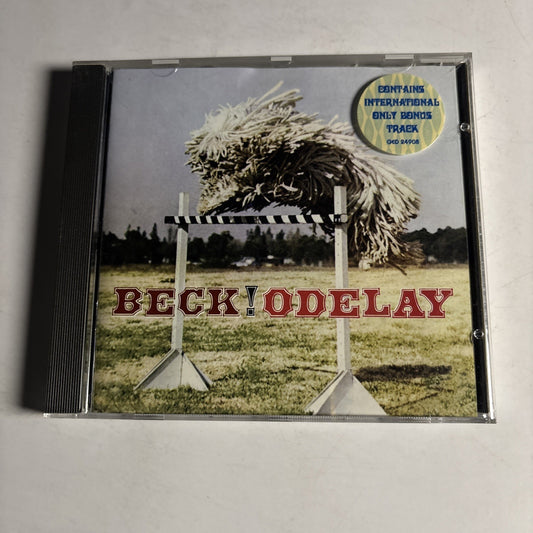 CONTAINS
INTERNATIONAL
ONLY BONUS
TRACK
GED 24908
BECK!ODELAY